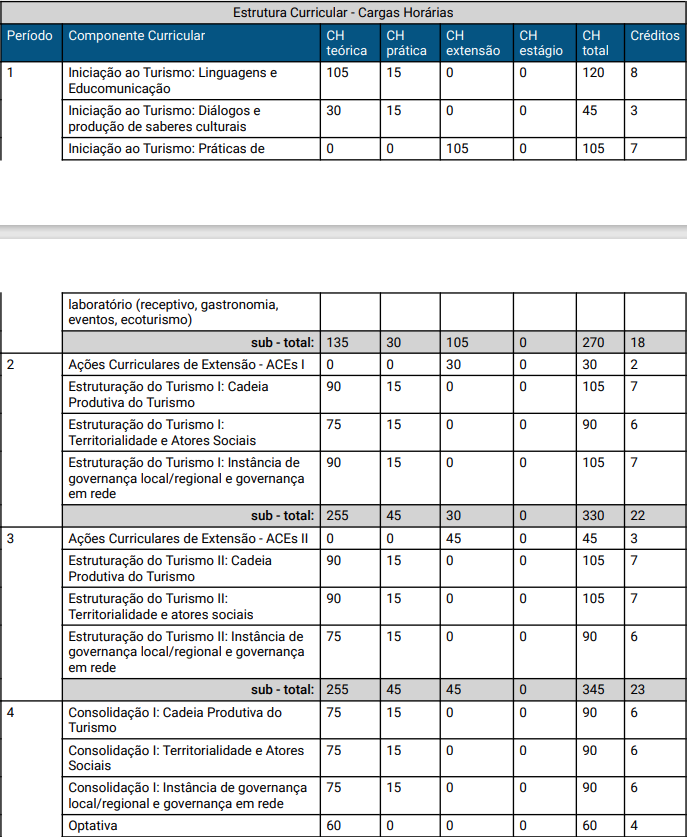 Estrutura Curricular - Cargas Horárias
Período Componente Curricular CH teórica CH prática CH extensão CH estágio CH total Créditos
1 Iniciação ao Turismo: Linguagens e 105 15 0 0 120 8
Educomunicação
Iniciação ao Turismo: Diálogos e 30 15 0 0 45 3
produção de saberes culturais
Iniciação ao Turismo: Práticas de 0 0 105 0 105 7
laboratório (receptivo, gastronomia,
eventos, ecoturismo)
sub - total: 135 30 105 0 270 18
2 Ações Curriculares de Extensão - ACEs I 0 0 30 0 30 2
Estruturação do Turismo I: Cadeia 90 15 0 0 105 7
Produtiva do Turismo
Estruturação do Turismo I: 75 15 0 0 90 6
Territorialidade e Atores Sociais
Estruturação do Turismo I: Instância de 90 15 0 0 105 7
governança local/regional e governança
em rede
sub - total: 255 45 30 0 330 22
3 Ações Curriculares de Extensão - ACEs II 0 0 45 0 45 3
Estruturação do Turismo II: Cadeia 90 15 0 0 105 7
Produtiva do Turismo
Estruturação do Turismo II: 90 15 0 0 105 7
Territorialidade e atores sociais
Estruturação do Turismo II: Instância de 75 15 0 0 90 6
governança local/regional e governança
em rede
sub - total: 255 45 45 0 345 23
4 Consolidação I: Cadeia Produtiva do 75 15 0 0 90 6
Turismo
Consolidação I: Territorialidade e Atores 75 15 0 0 90 6
Sociais
Consolidação I: Instância de governança 75 15 0 0 90 6
local/regional e governança em rede
Optativa 60 0 0 0 60 4